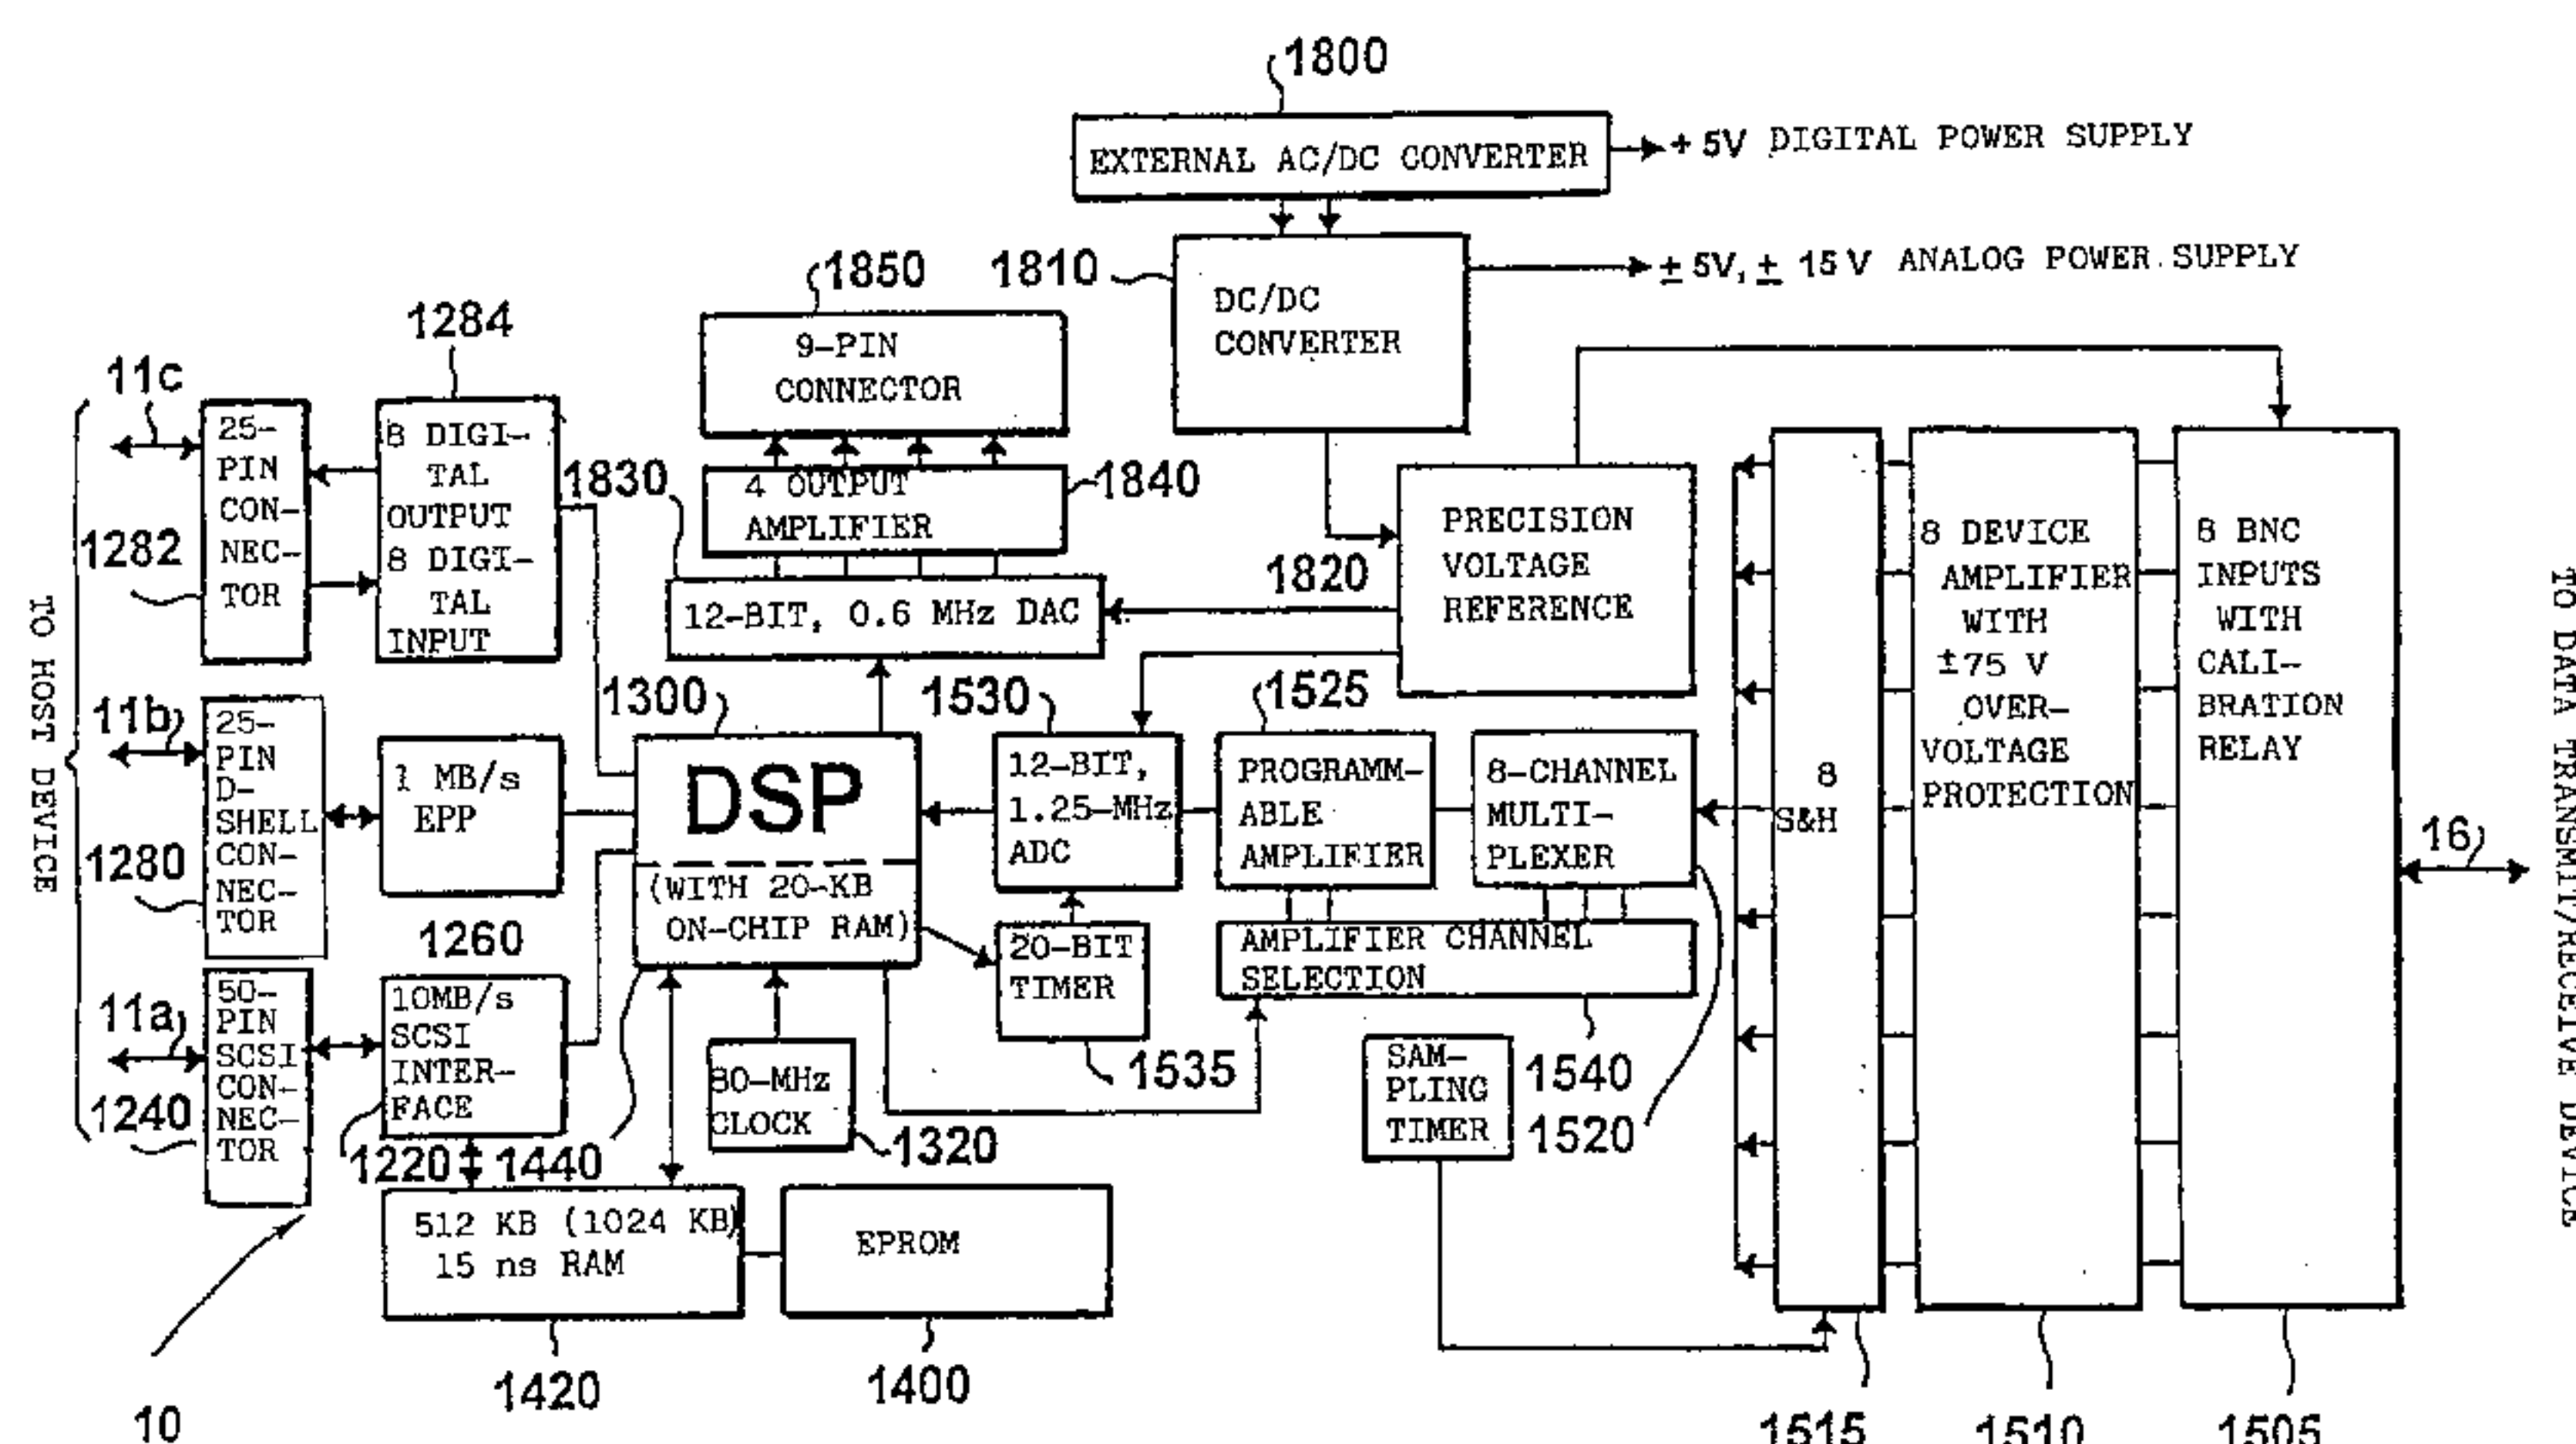 1800
EXTERNAL AC/DC CONVERTER
+ 5V DIGITAL POWER SUPPLY
1810
DC/DC
CONVERTER
± 5V, ± 15 V ANALOG POWER SUPPLY
1850
9-PIN
CONNECTOR
1284
8 DIGI-
TAL
OUTPUT
8 DIGI-
TAL
INPUT
11c
25-
PIN
CON-
NEC-
TOR
1282
1830
4 OUTPUT
AMPLIFIER
1840
12-BIT, 0.6 MHz DAC
1820
PRECISION
VOLTAGE
REFERENCE
TO HOST DEVICE
11b
25-
PIN
D-
SHELL
CON-
NEC-
TOR
1280
1 MB/s
EPP
1260
1300
DSP
(WITH 20-KB
ON-CHIP RAM)
1530
12-BIT,
1.25-MHz
ADC
1525
PROGRAMM-
ABLE
AMPLIFIER
8-CHANNEL
MULTI-
PLEXER
8
S&H
8 DEVICE
AMPLIFIER
WITH
±75 V
OVER-
VOLTAGE
PROTECTION
8 BNC
INPUTS
WITH
CALI-
BRATION
RELAY
16
TO DATA TRANSMIT/RECEIVE DEVICE
11a
50-
PIN
SCSI
CON-
NEC-
TOR
1240
10MB/s
SCSI
INTER-
FACE
1220
1440
80-MHz
CLOCK
1320
20-BIT
TIMER
1535
AMPLIFIER CHANNEL
SELECTION
1540
1520
SAM-
PLING
TIMER
512 KB (1024 KB)
15 ns RAM
EPROM
1420
1400
10
1515
1510
1505